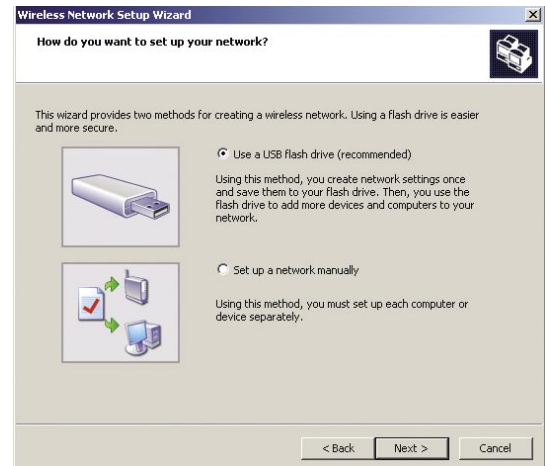 Wireless Network Setup Wizard
How do you want to set up your network?
This wizard provides two methods for creating a wireless network. Using a flash drive is easier
and more secure.
Use a USB flash drive (recommended)
Using this method, you create network settings once
and save them to your flash drive. Then, you use the
flash drive to add more devices and computers to your
network.
Set up a network manually
Using this method, you must set up each computer or
device separately.
< Back Next > Cancel